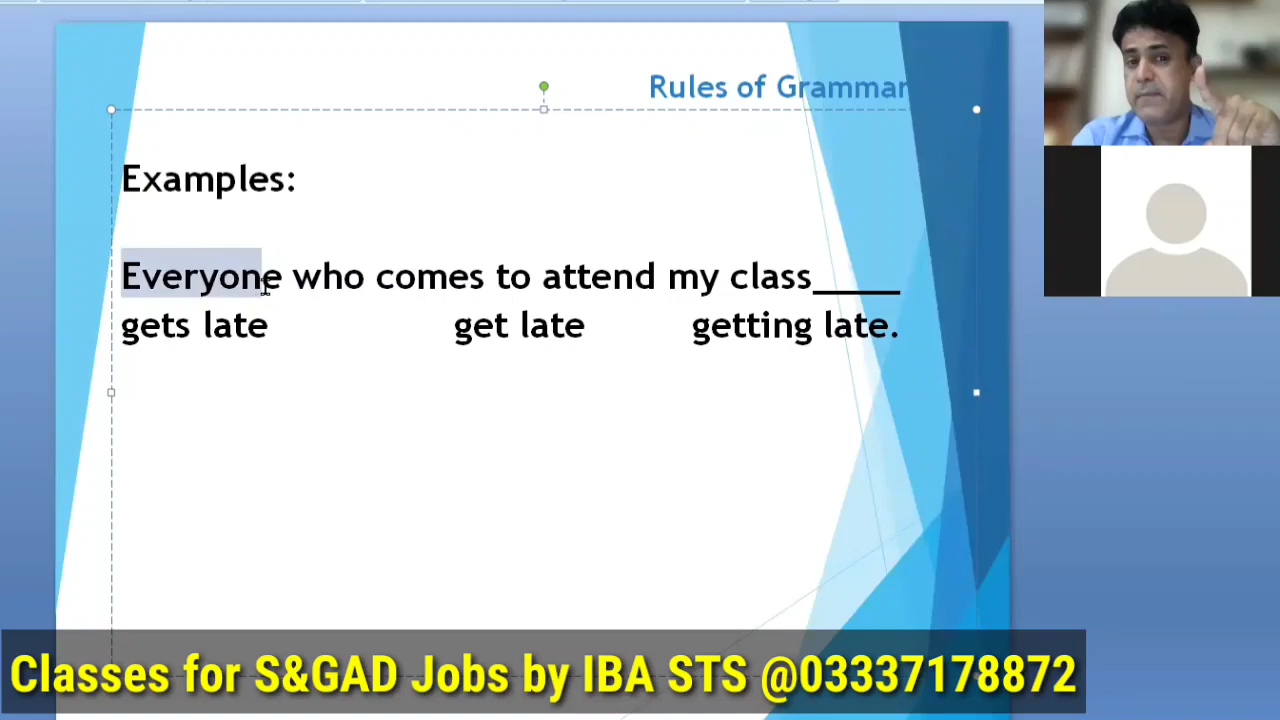 Rules of Grammar
Examples:
Everyone who comes to attend my class_____
gets late get late getting late.
Classes for S&GAD Jobs by IBA STS @03337178872